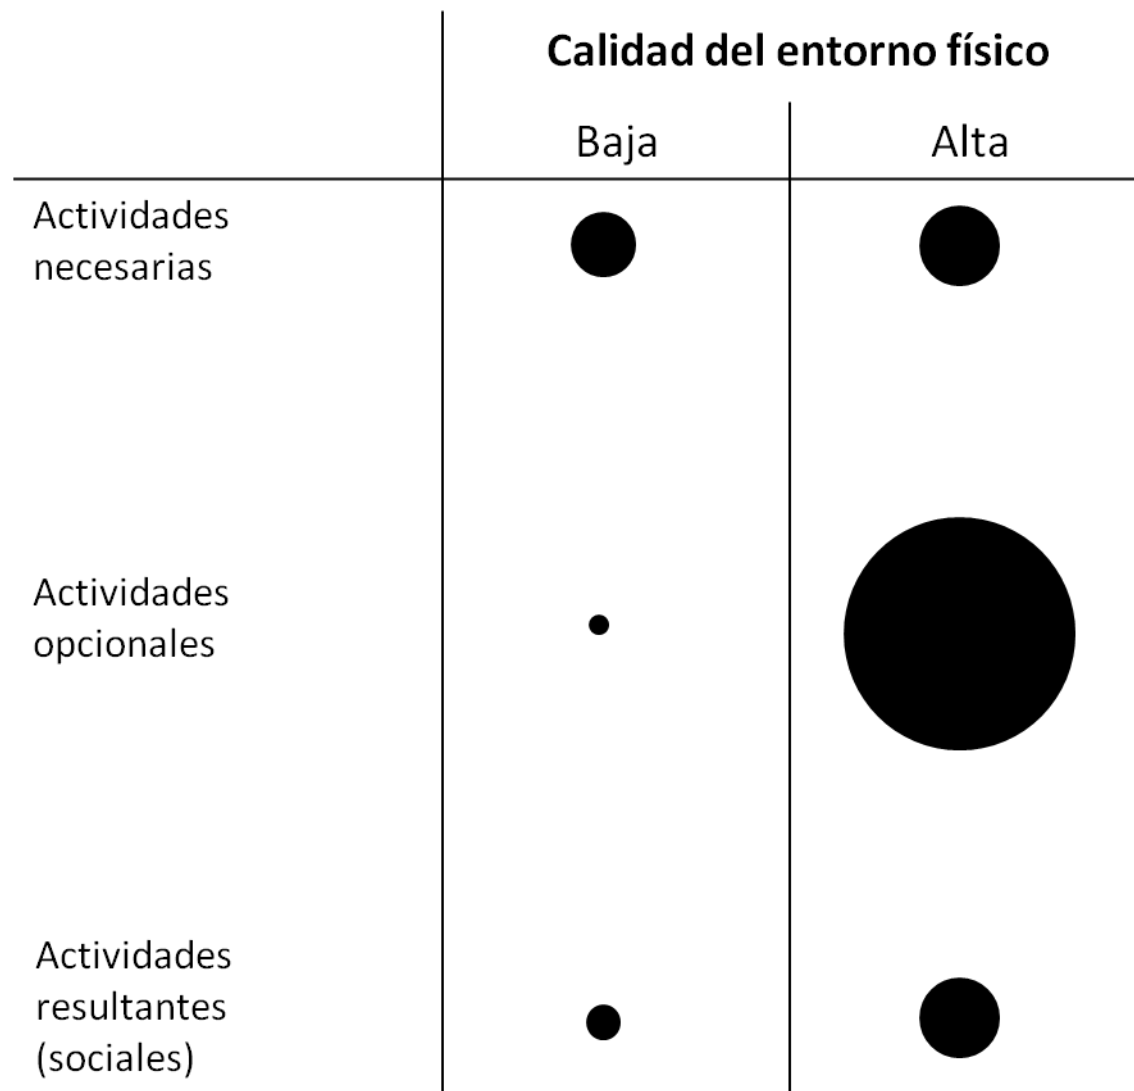 Calidad del entorno físico
Baja
Alta
Actividades
necesarias
Actividades
opcionales
Actividades
resultantes
(sociales)